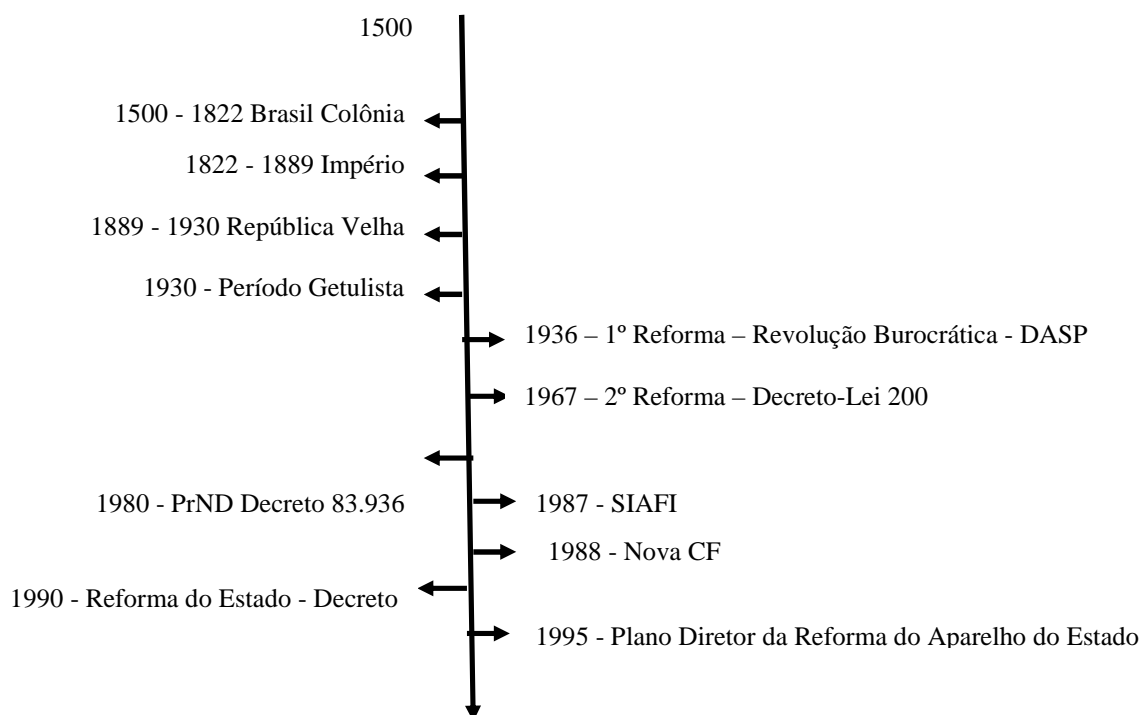 1500
1500 - 1822 Brasil Colônia
1822 - 1889 Império
1889 - 1930 República Velha
1930 - Período Getulista
1936 – 1º Reforma – Revolução Burocrática - DASP
1967 – 2º Reforma – Decreto-Lei 200
1980 - PrND Decreto 83.936
1987 - SIAFI
1988 - Nova CF
1990 - Reforma do Estado - Decreto
1995 - Plano Diretor da Reforma do Aparelho do Estado